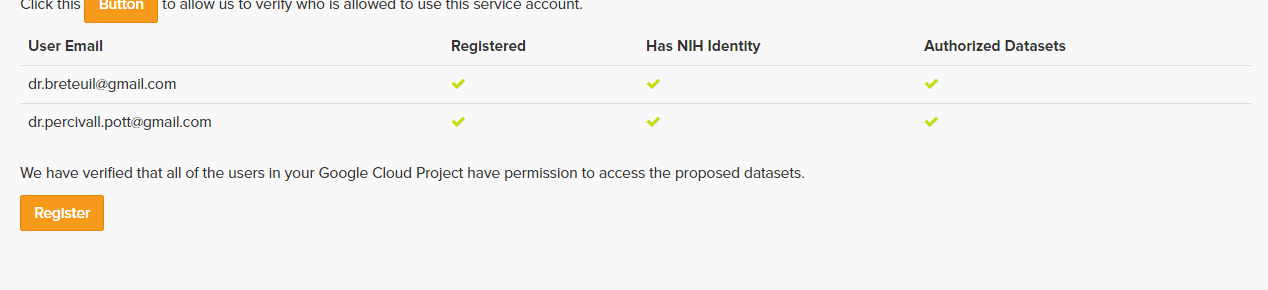 Click this Button to allow us to verify who is allowed to use this service account.
User Email Registered Has NIH Identity Authorized Datasets
dr.breteuil@gmail.com
dr.percivall.pott@gmail.com
We have verified that all of the users in your Google Cloud Project have permission to access the proposed datasets.
Register